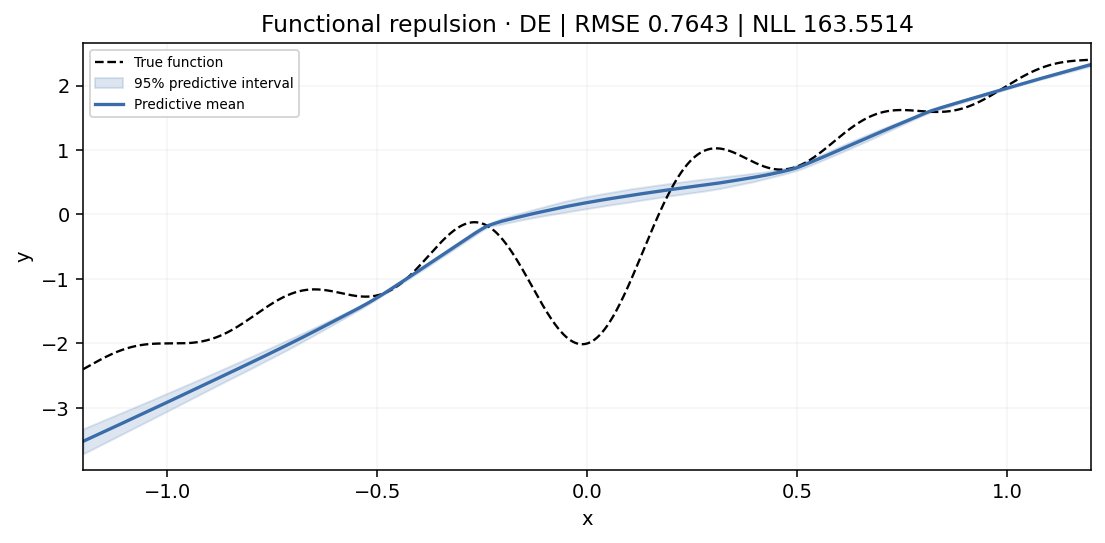 Functional repulsion · DE | RMSE 0.7643 | NLL 163.5514
True function
95% predictive interval
Predictive mean
y
2
1
0
−1
−2
−3
−1.0 −0.5 0.0 0.5 1.0
x